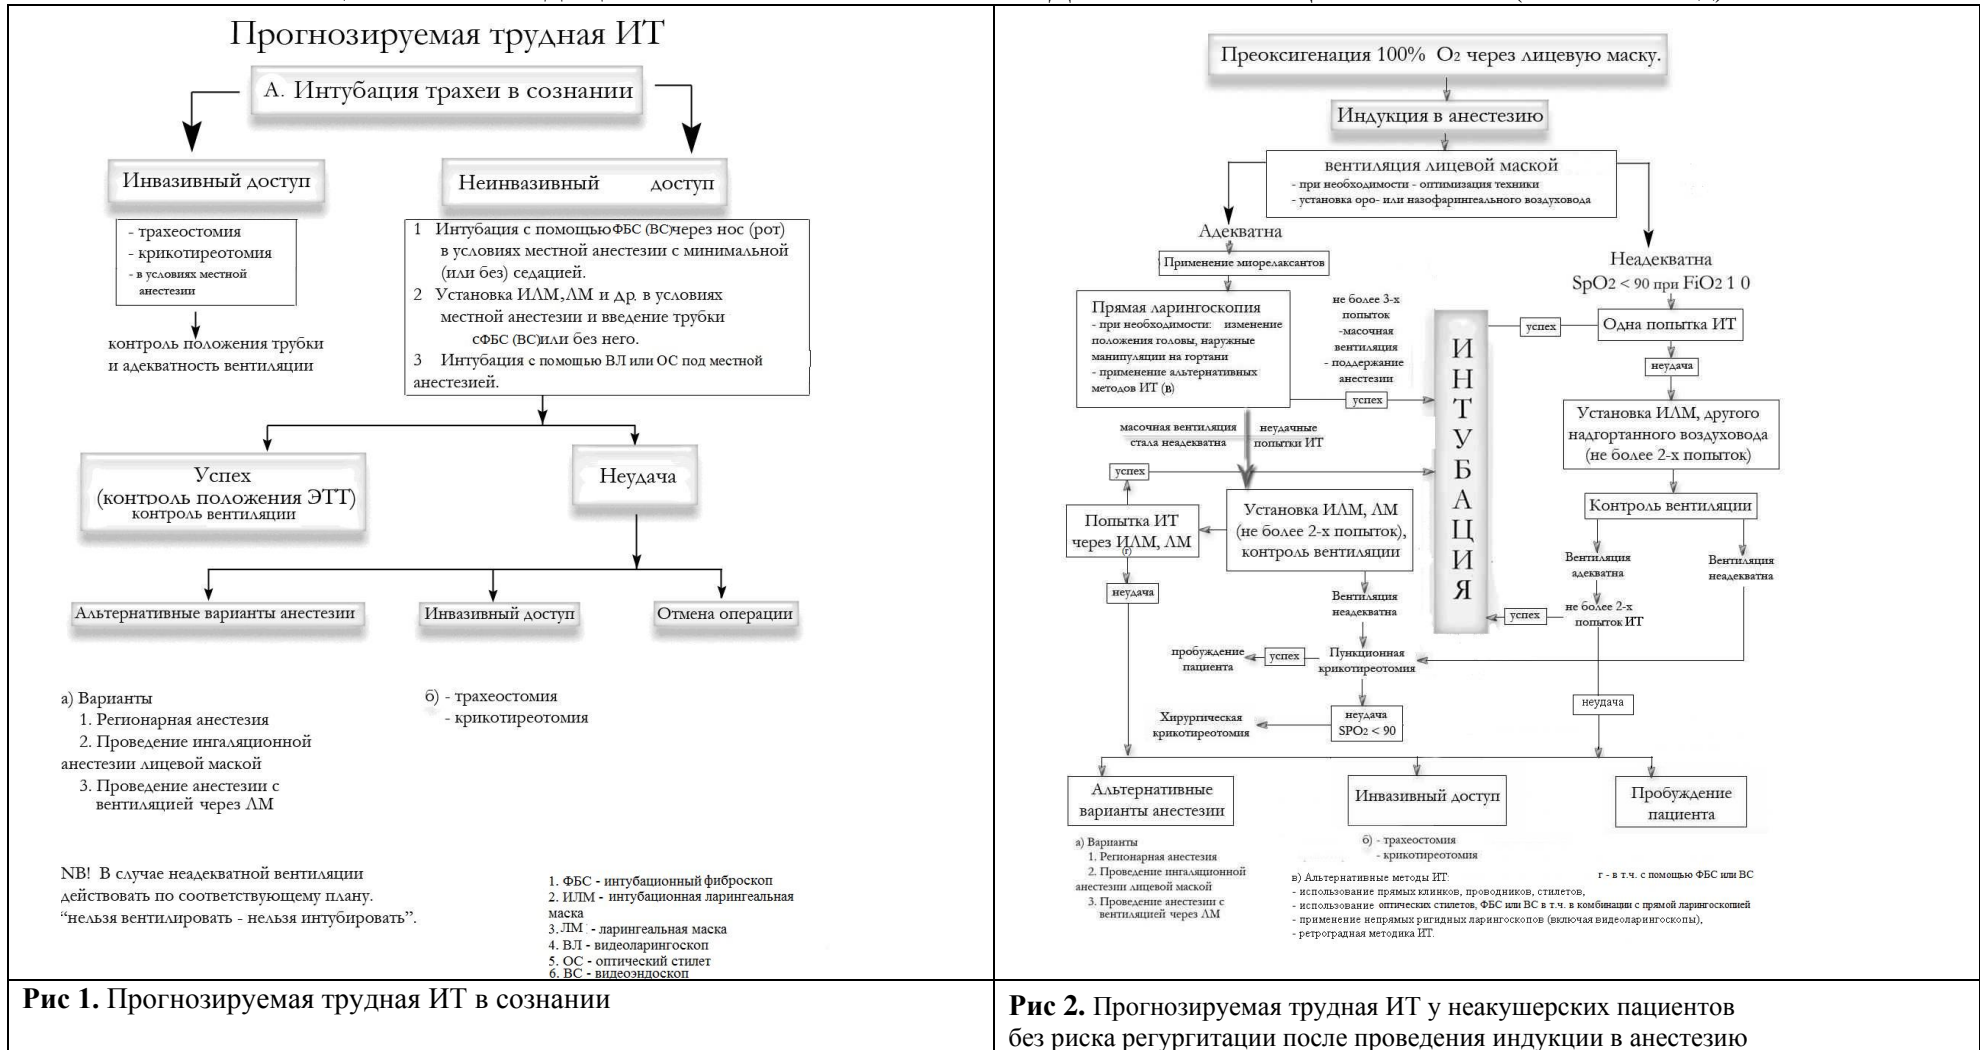 Прогнозируемая трудная ИТ
А. Интубация трахеи в сознании
Инвазивный доступ
Неинвазивный доступ
- трахеостомия
- крикотиреотомия
- в условиях местной
анестезии
контроль положения трубки
и адекватность вентиляции
1 Интубация с помощью ФБС (ВС) через нос (рот)
в условиях местной анестезии с минимальной
(или без) седацией.
2 Установка ИЛМ, ЛМ и др. в условиях
местной анестезии и введение трубки
с ФБС (ВС) или без него.
3 Интубация с помощью ВЛ или ОС под местной
анестезией.
Успех
(контроль положения ЭТТ)
контроль вентиляции
Неудача
Альтернативные варианты анестезии
Инвазивный доступ
Отмена операции
а) Варианты
1. Регионарная анестезия
2. Проведение ингаляционной
анестезии лицевой маской
3. Проведение анестезии с
вентиляцией через ЛМ
б) - трахеостомия
- крикотиреотомия
NB! В случае неадекватной вентиляции
действовать по соответствующему плану.
“нельзя вентилировать - нельзя интубировать”.
1. ФБС - интубационный фиброскоп
2. ИЛМ - интубационная ларингеальная
маска
3. ЛМ - ларингеальная маска
4. ВЛ - видеоларингоскоп
5. ОС - оптический стилет
6. ВС - видеоэндоскоп
Рис 1. Прогнозируемая трудная ИТ в сознании
Преоксигенация 100% О2 через лицевую маску.
Индукция в анестезию
вентиляция лицевой маской
- при необходимости - оптимизация техники
- установка оро- или назофарингеального воздуховода
Адекватна
Применение миорелаксантов
Прямая ларингоскопия
- при необходимости: изменение
положения головы, наружные
манипуляции на гортани
- применение альтернативных
методов ИТ (в)
не более 3-х
попыток
-масочная
вентиляция
- поддержание
анестезии
успех
масочная вентиляция
стала неадекватна
неудачные
попытки ИТ
успех
Попытка ИТ
через ИЛМ, ЛМ
(г)
неудача
Установка ИЛМ, ЛМ
(не более 2-х попыток),
контроль вентиляции
Вентиляция
неадекватна
Пункционная
крикотиреотомия
успех
пробуждение
пациента
неудача
SPO2 < 90
Хирургическая
крикотиреотомия
ИНТУБАЦИЯ
Неадекватна
SpO2 < 90 при FiO2 1 0
Одна попытка ИТ
успех
неудача
Установка ИЛМ, другого
надгортанного воздуховода
(не более 2-х попыток)
Контроль вентиляции
Вентиляция
адекватна
Вентиляция
неадекватна
не более 2-х
попыток ИТ
успех
неудача
Альтернативные
варианты анестезии
Инвазивный доступ
Пробуждение
пациента
а) Варианты
1. Регионарная анестезия
2. Проведение ингаляционной
анестезии лицевой маской
3. Проведение анестезии с
вентиляцией через ЛМ
б) - трахеостомия
- крикотиреотомия
в) Альтернативные методы ИТ:
- использование прямых клинков, проводников, стилетов,
- использование оптических стилетов, ФБС или ВС в т.ч. в комбинации с прямой ларингоскопией
- применение непрямых ригидных ларингоскопов (включая видеоларингоскопы),
- ретроградная методика ИТ.
г - в т.ч. с помощью ФБС или ВС
Рис 2. Прогнозируемая трудная ИТ у неакушерских пациентов
без риска регургитации после проведения индукции в анестезию